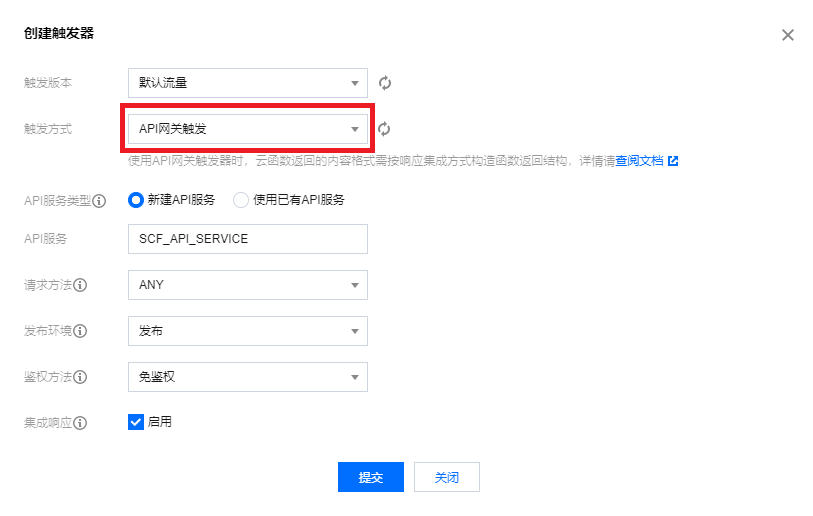 创建触发器
触发版本 默认流量
触发方式 API网关触发
使用API网关触发器时，云函数返回的内容格式需按响应集成方式构造函数返回结构，详情请查阅文档
API服务类型 新建API服务 使用已有API服务
API服务 SCF_API_SERVICE
请求方法 ANY
发布环境 发布
鉴权方法 免鉴权
集成响应 启用
提交 关闭